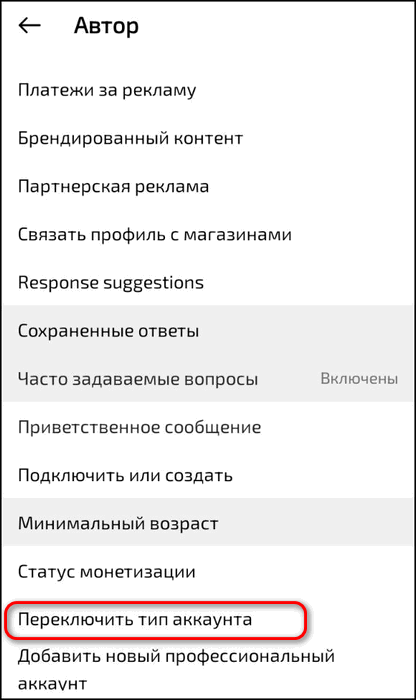 Автор
Платежи за рекламу
Брендированный контент
Партнерская реклама
Связать профиль с магазинами
Response suggestions
Сохраненные ответы
Часто задаваемые вопросы Включены
Приветственное сообщение
Подключить или создать
Минимальный возраст
Статус монетизации
Переключить тип аккаунта
Добавить новый профессиональный
аккаунт